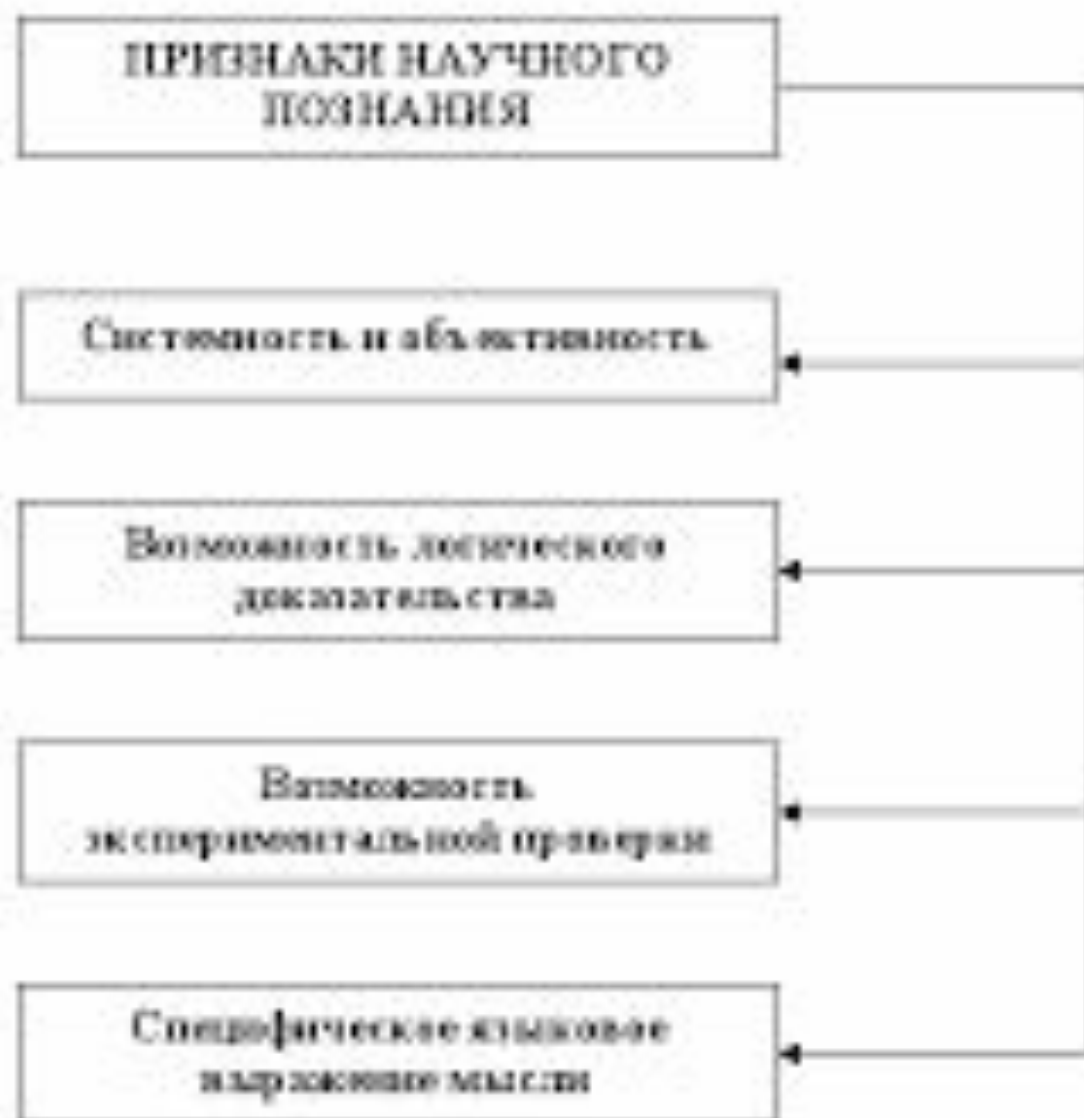 ПРИЗНАКИ НАУЧНОГО
ПОЗНАНИЯ
Системность и объективность
Возможность логического
доказательства
Возможность
экспериментальной проверки
Специфическое языковое
выражение мысли